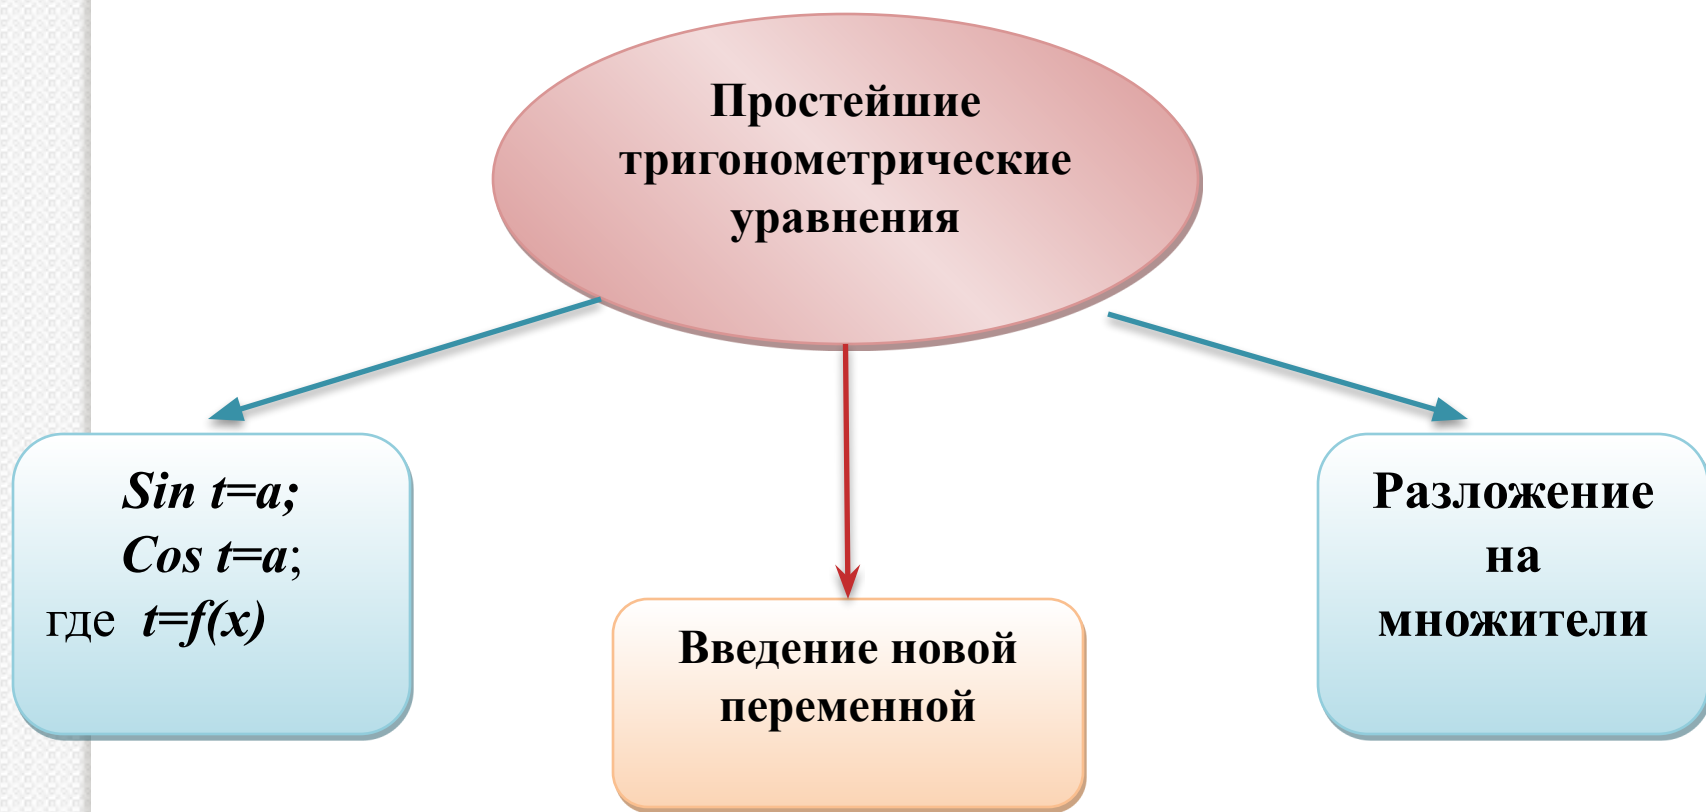 Простейшие
тригонометрические
уравнения
Sin t=a;
Cos t=a;
где t=f(x)
Введение новой
переменной
Разложение
на
множители